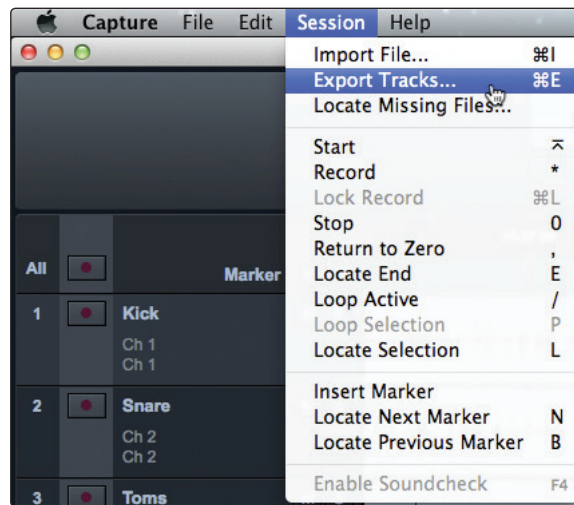 Capture File Edit Session Help
Import File... ⌘I
Export Tracks... ⌘E
Locate Missing Files...
Start ⌅
Record *
Lock Record ⌘L
Stop 0
Return to Zero ,
Locate End E
Loop Active /
Loop Selection P
Locate Selection L
Insert Marker
Locate Next Marker N
Locate Previous Marker B
Enable Soundcheck F4
All
Marker
1 Kick
Ch 1
Ch 1
2 Snare
Ch 2
Ch 2
3 Toms